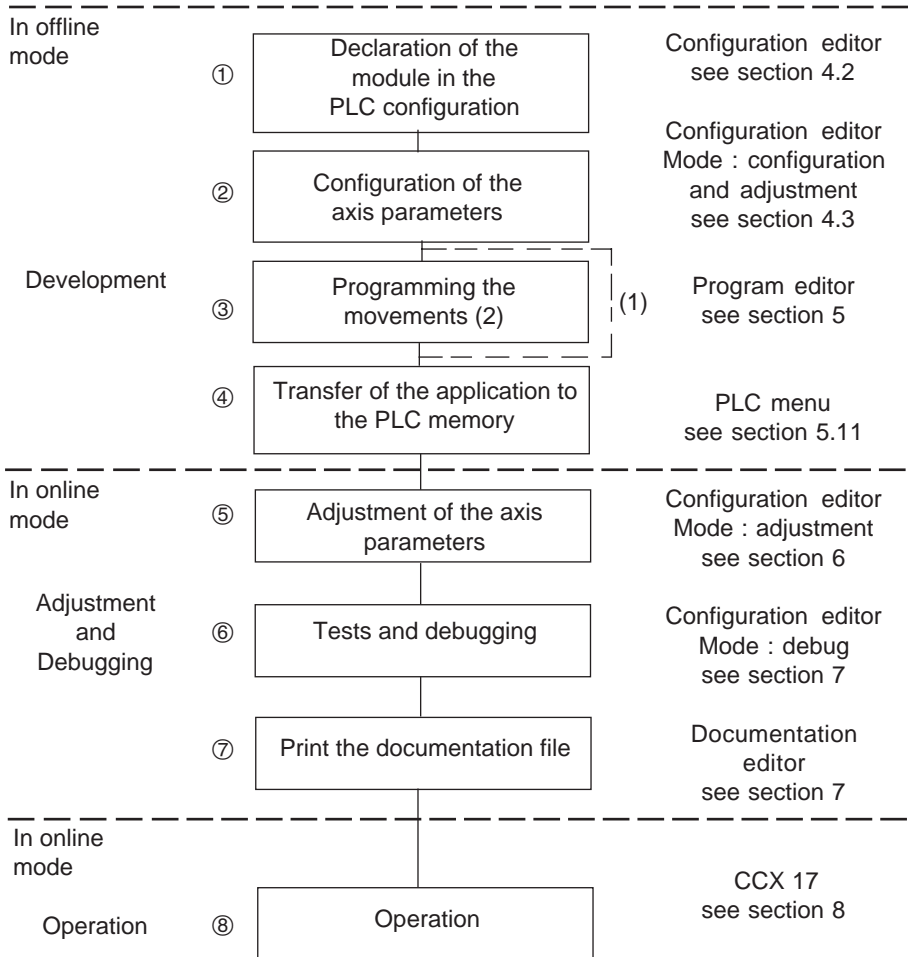 In offline
mode
①
Declaration of the
module in the
PLC configuration
Configuration editor
see section 4.2
②
Configuration of the
axis parameters
Configuration editor
Mode : configuration
and adjustment
see section 4.3
Development
③
Programming the
movements (2)
(1)
Program editor
see section 5
④
Transfer of the application to
the PLC memory
PLC menu
see section 5.11
In online
mode
⑤
Adjustment of the axis
parameters
Configuration editor
Mode : adjustment
see section 6
Adjustment
and
Debugging
⑥
Tests and debugging
Configuration editor
Mode : debug
see section 7
⑦
Print the documentation file
Documentation
editor
see section 7
In online
mode
Operation
⑧
Operation
CCX 17
see section 8